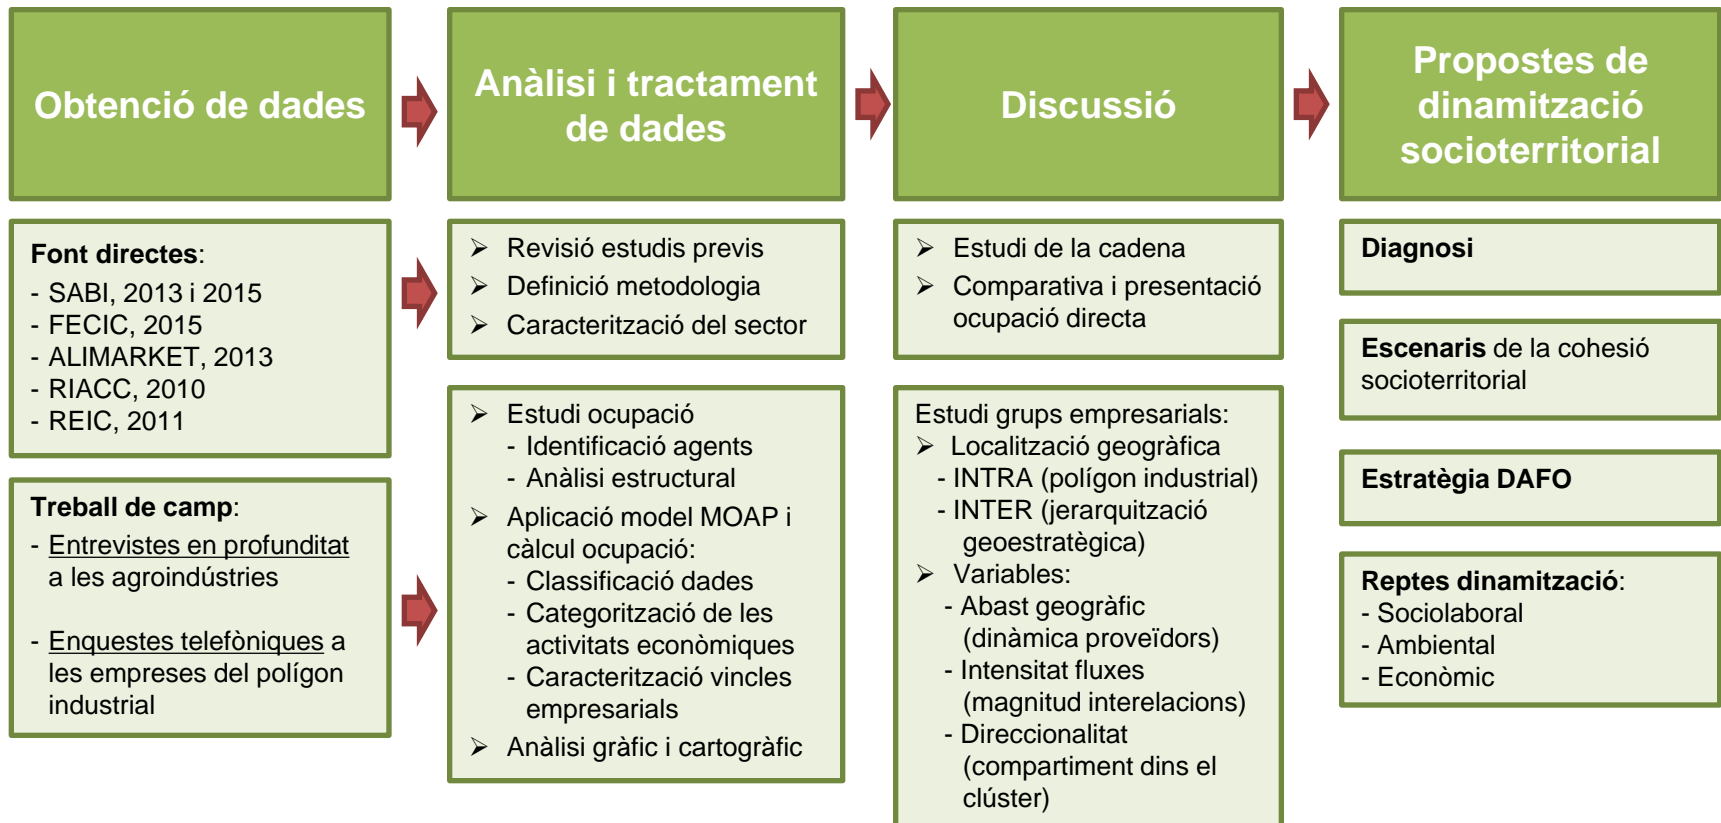 Obtenció de dades
Anàlisi i tractament
de dades
Discussió
Propostes de
dinamització
socioterritorial
Font directes:
- SABI, 2013 i 2015
- FECIC, 2015
- ALIMARKET, 2013
- RIACC, 2010
- REIC, 2011
Treball de camp:
- Entrevistes en profunditat
a les agroindústries
- Enquestes telefòniques a
les empreses del polígon
industrial
➢ Revisió estudis previs
➢ Definició metodologia
➢ Caracterització del sector
➢ Estudi ocupació
- Identificació agents
- Anàlisi estructural
➢ Aplicació model MOAP i
càlcul ocupació:
- Classificació dades
- Categorització de les
activitats econòmiques
- Caracterització vincles
empresarials
➢ Anàlisi gràfic i cartogràfic
➢ Estudi de la cadena
➢ Comparativa i presentació
ocupació directa
Estudi grups empresarials:
➢ Localització geogràfica
- INTRA (polígon industrial)
- INTER (jerarquització
geoestratègica)
➢ Variables:
- Abast geogràfic
(dinàmica proveïdors)
- Intensitat fluxes
(magnitud interelacions)
- Direccionalitat
(compartiment dins el
clúster)
Diagnosi
Escenaris de la cohesió
socioterritorial
Estratègia DAFO
Reptes dinamització:
- Sociolaboral
- Ambiental
- Econòmic